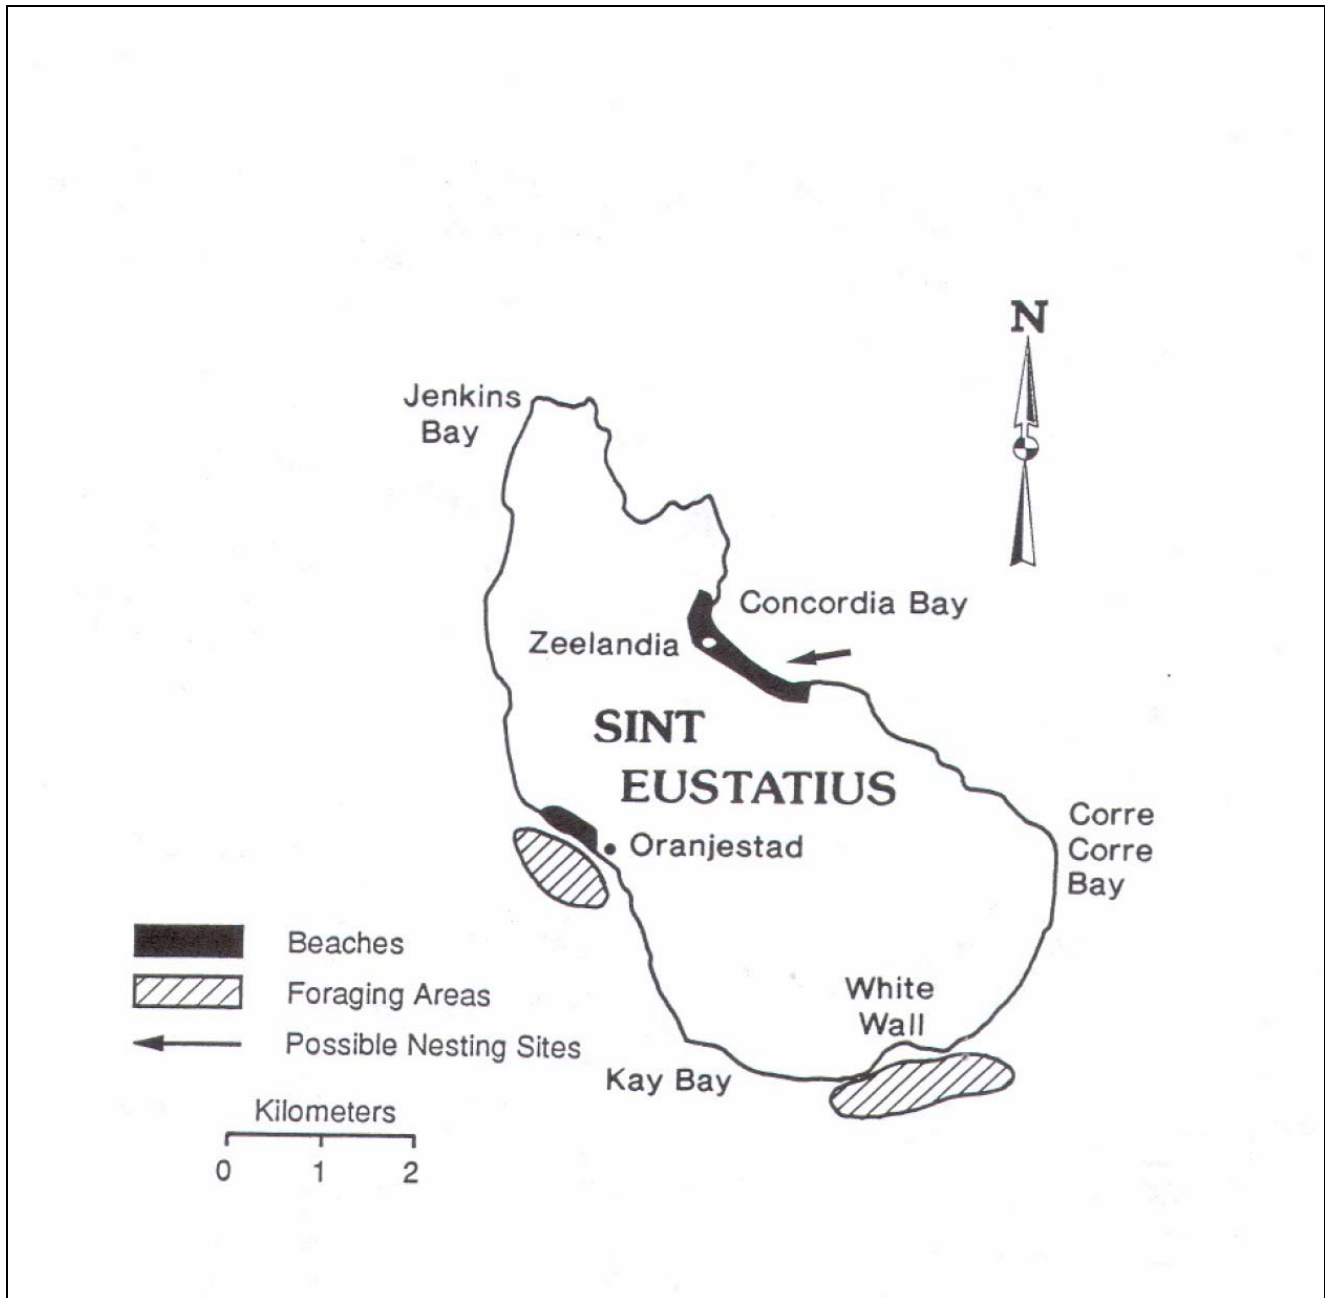 N
Jenkins
Bay
Concordia Bay
Zeelandia
SINT
EUSTATIUS
Corre
Corre
Bay
Oranjestad
Beaches
Foraging Areas
Possible Nesting Sites
White
Wall
Kay Bay
Kilometers
0 1 2